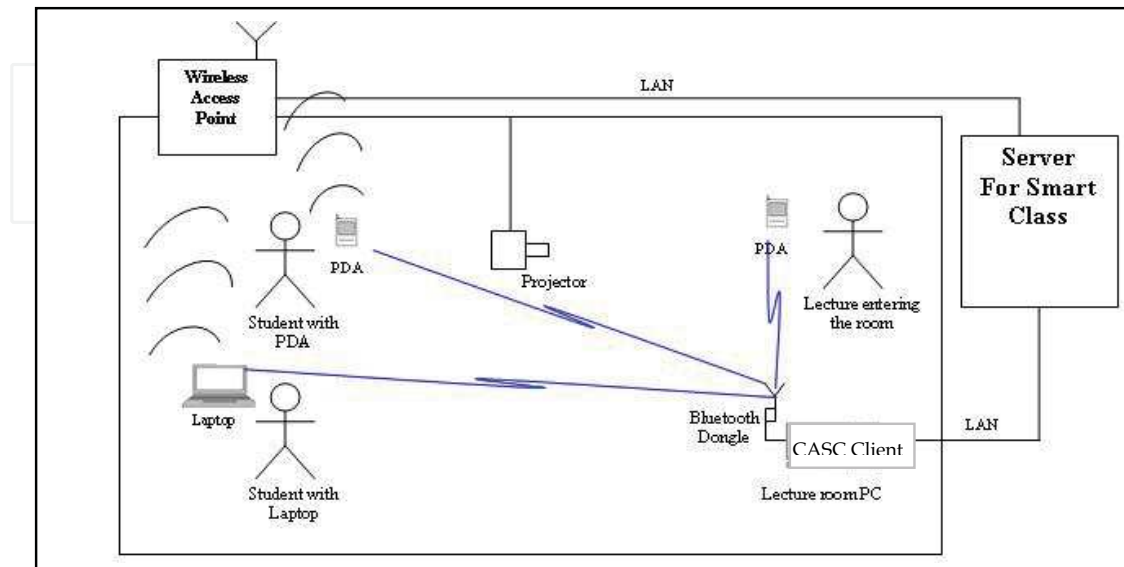 Wireless
Access
Point
LAN
Server
For Smart
Class
PDA
PDA
Projector
Lecture entering
the room
Student with
PDA
Laptop
Bluetooth
Dongle
LAN
CASC Client
Student with
Laptop
Lecture room PC